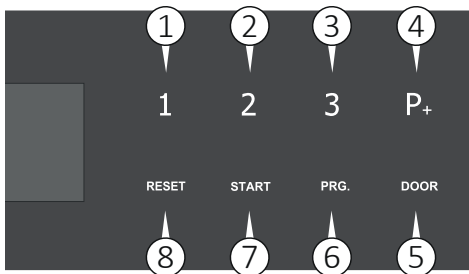 1 2 3 4
1 2 3 P+
RESET START PRG. DOOR
8 7 6 5